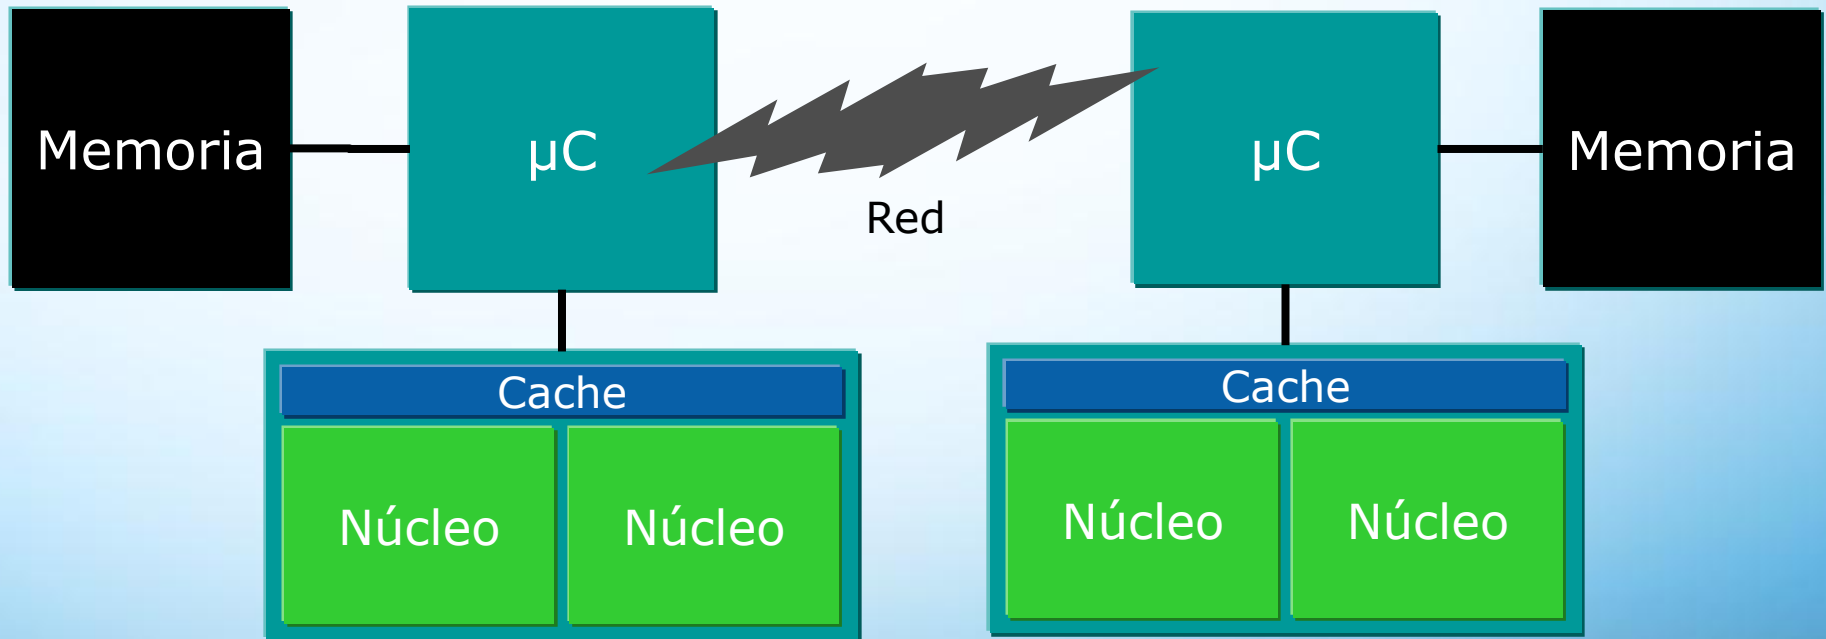 Memoria
µC
µC
Memoria
Red
Cache
Cache
Núcleo
Núcleo
Núcleo
Núcleo